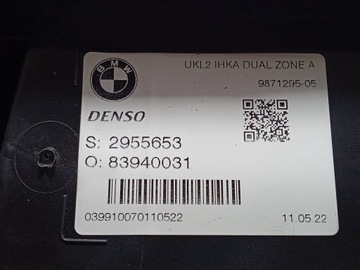 BMW
UKL2 IHKA DUAL ZONE A
9871295-05
DENSO
S: 2955653
O: 83940031
039910070110522
11.05.22